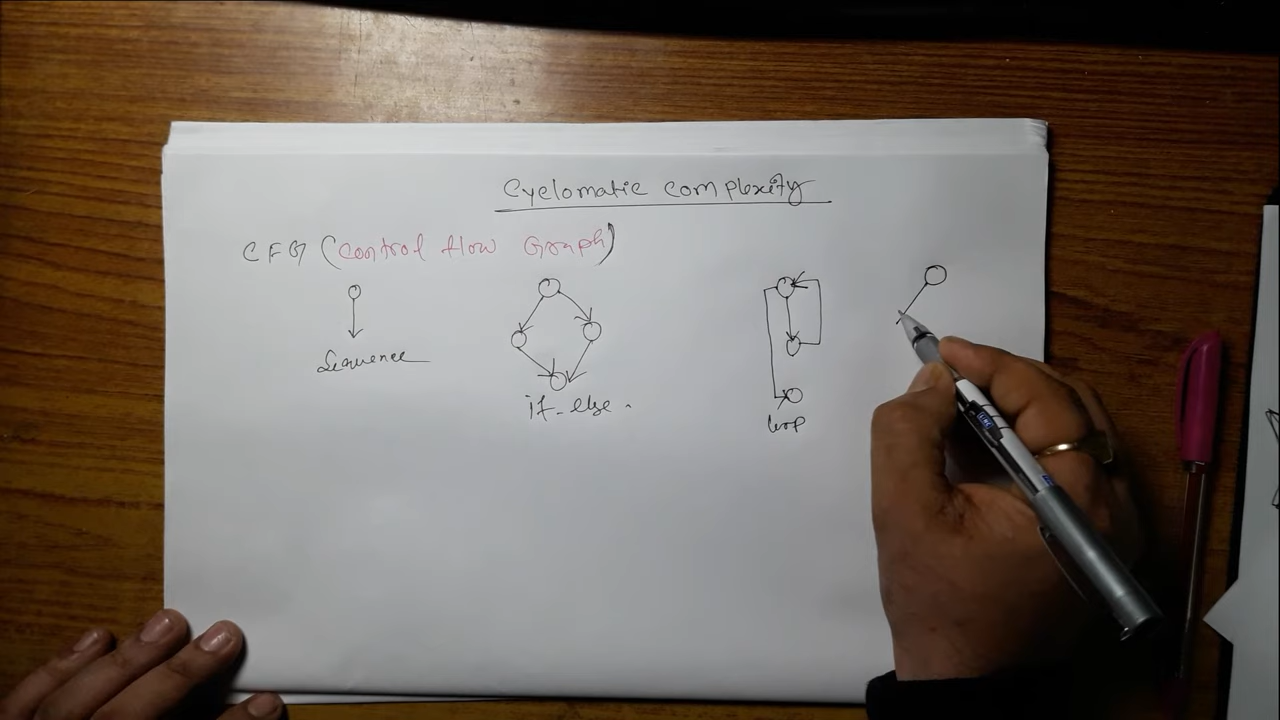 Cyclomatic complexity
CFG (Control flow Graph)
Sequence
if-else.
loop